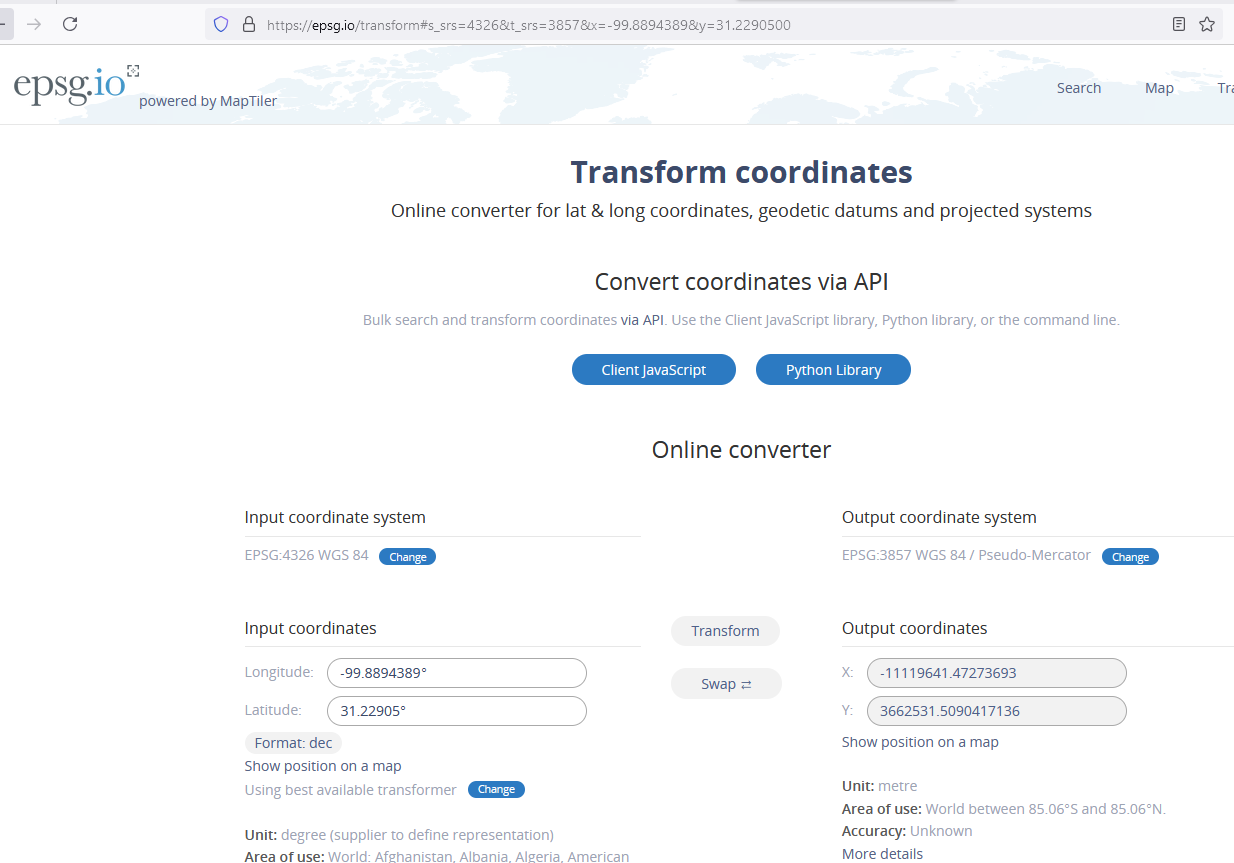 https://epsg.io/transform#s_srs=4326&t_srs=3857&x=-99.8894389&y=31.2290500
epsg.io
powered by MapTiler
Search Map Tra
Transform coordinates
Online converter for lat & long coordinates, geodetic datums and projected systems
Convert coordinates via API
Bulk search and transform coordinates via API. Use the Client JavaScript library, Python library, or the command line.
Client JavaScript Python Library
Online converter
Input coordinate system Output coordinate system
EPSG:4326 WGS 84 Change EPSG:3857 WGS 84 / Pseudo-Mercator Change
Input coordinates Transform Output coordinates
Longitude: -99.8894389° X: -11119641.47273693
Swap ⇄
Latitude: 31.22905° Y: 3662531.5090417136
Format: dec Show position on a map
Show position on a map
Using best available transformer Change Unit: metre
Area of use: World between 85.06°S and 85.06°N.
Unit: degree (supplier to define representation) Accuracy: Unknown
Area of use: World: Afghanistan, Albania, Algeria, American More details